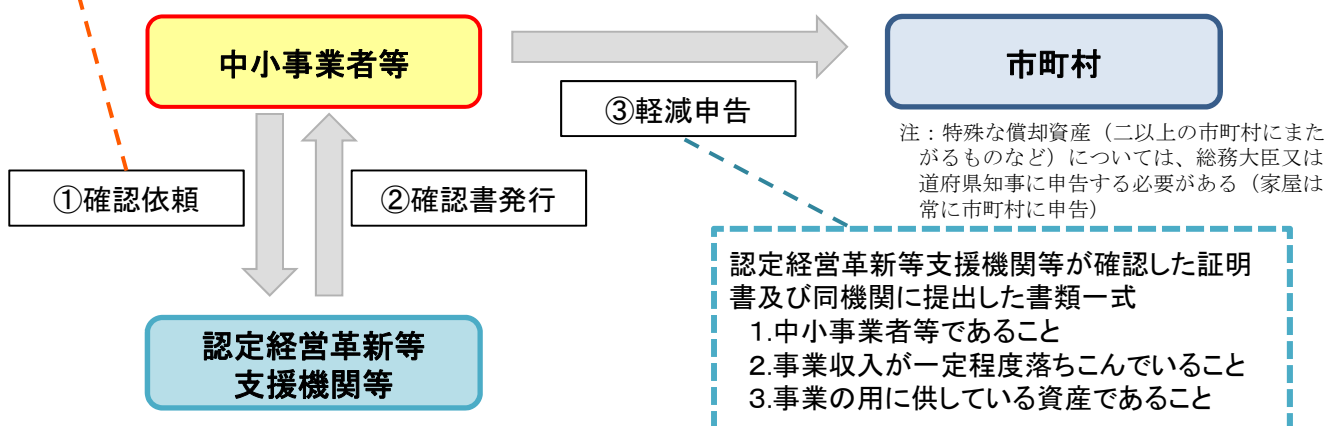 中小事業者等
市町村
③軽減申告
注：特殊な償却資産（二以上の市町村にまた
がるものなど）については、総務大臣又は
道府県知事に申告する必要がある（家屋は
常に市町村に申告）
①確認依頼
②確認書発行
認定経営革新等
支援機関等
認定経営革新等支援機関等が確認した証明
書及び同機関に提出した書類一式
1.中小事業者等であること
2.事業収入が一定程度落ちこんでいること
3.事業の用に供している資産であること